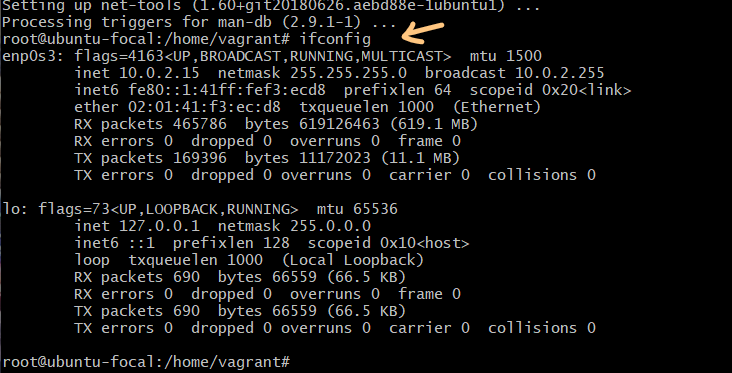 Setting up net-tools (1.60+git20180626.aebd88e-1ubuntu1) ...
Processing triggers for man-db (2.9.1-1) ...
root@ubuntu-focal:/home/vagrant# ifconfig
enp0s3: flags=4163<UP,BROADCAST,RUNNING,MULTICAST>  mtu 1500
        inet 10.0.2.15  netmask 255.255.255.0  broadcast 10.0.2.255
        inet6 fe80::1:41ff:fef3:ecd8  prefixlen 64  scopeid 0x20<link>
        ether 02:01:41:f3:ec:d8  txqueuelen 1000  (Ethernet)
        RX packets 465786  bytes 619126463 (619.1 MB)
        RX errors 0  dropped 0  overruns 0  frame 0
        TX packets 169396  bytes 11172023 (11.1 MB)
        TX errors 0  dropped 0 overruns 0  carrier 0  collisions 0

lo: flags=73<UP,LOOPBACK,RUNNING>  mtu 65536
        inet 127.0.0.1  netmask 255.0.0.0
        inet6 ::1  prefixlen 128  scopeid 0x10<host>
        loop  txqueuelen 1000  (Local Loopback)
        RX packets 690  bytes 66559 (66.5 KB)
        RX errors 0  dropped 0  overruns 0  frame 0
        TX packets 690  bytes 66559 (66.5 KB)
        TX errors 0  dropped 0 overruns 0  carrier 0  collisions 0

root@ubuntu-focal:/home/vagrant#